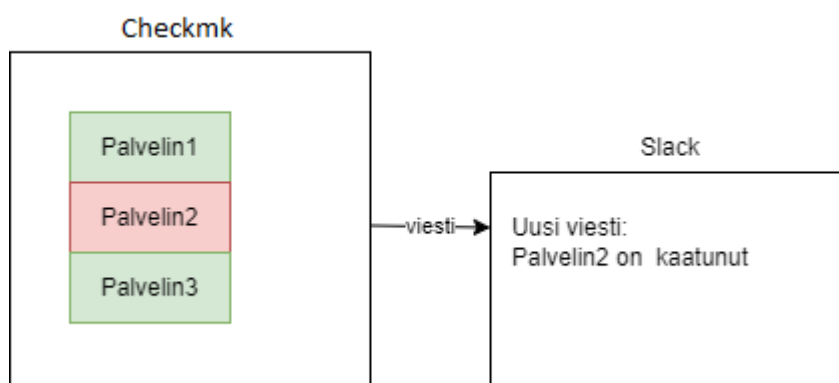 Checkmk
Palvelin1
Palvelin2
Palvelin3
viesti
Slack
Uusi viesti:
Palvelin2 on kaatunut